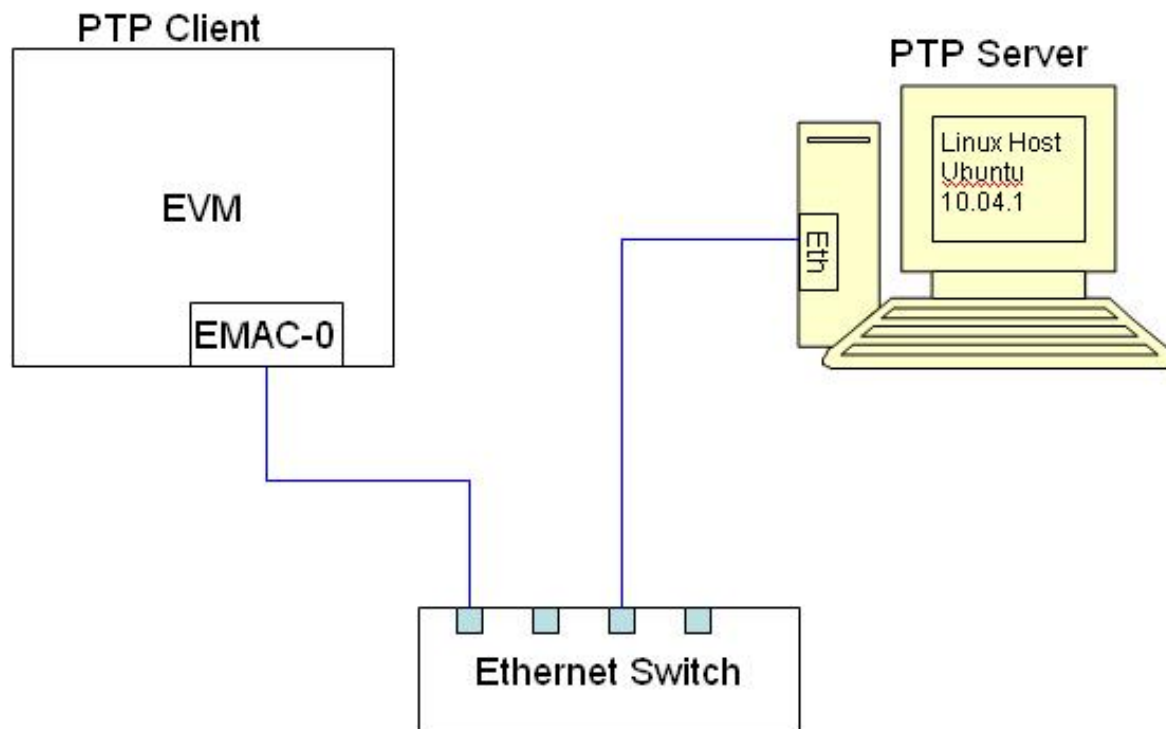 PTP Client
PTP Server
Linux Host
Ubuntu
10.04.1
EVM
Eth
EMAC-0
Ethernet Switch